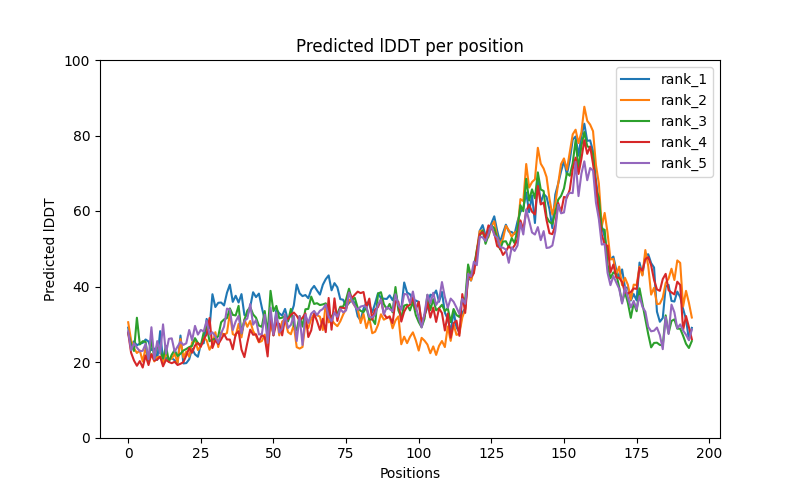 Predicted lDDT per position
100
80
60
40
20
0
Predicted lDDT
0 25 50 75 100 125 150 175 200
Positions
rank_1
rank_2
rank_3
rank_4
rank_5